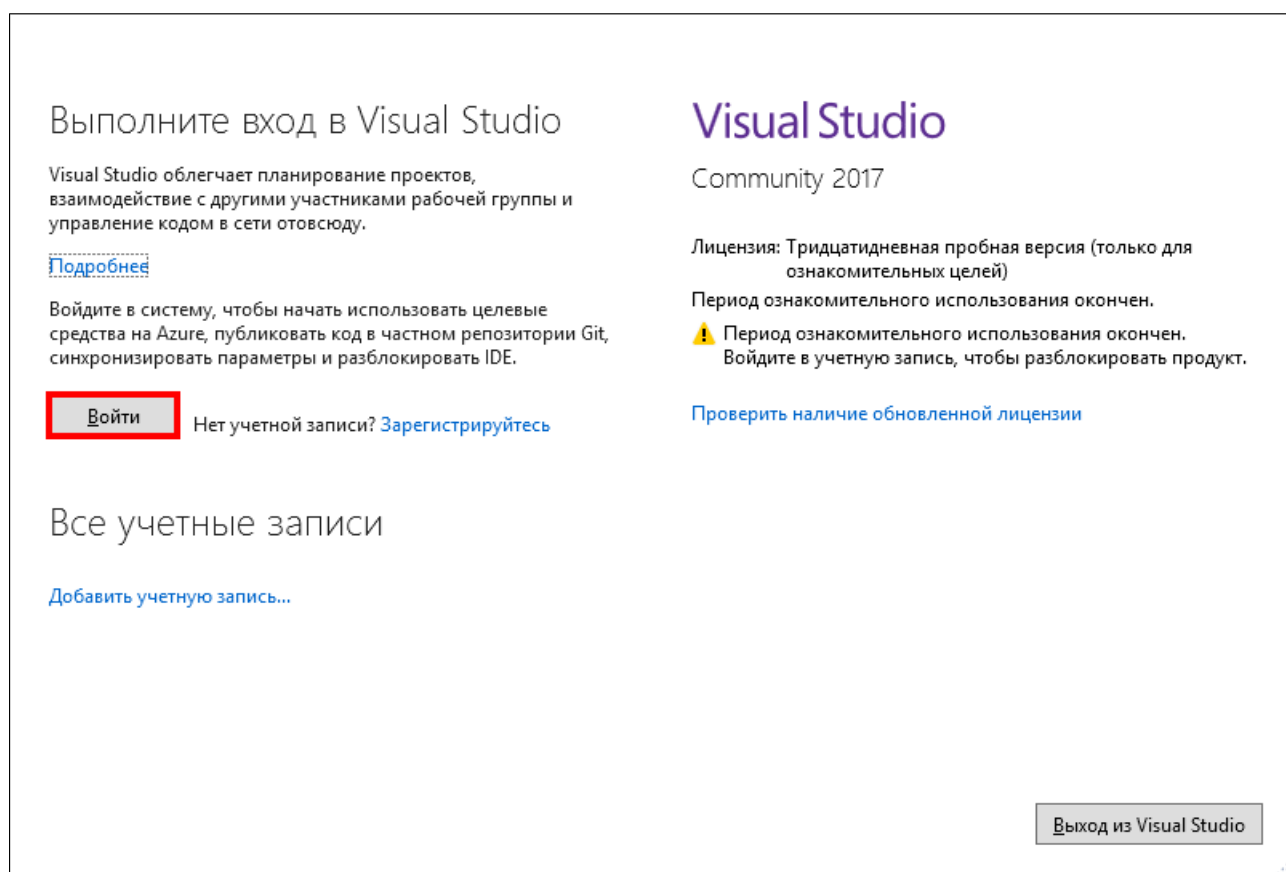 Выполните вход в Visual Studio
Visual Studio облегчает планирование проектов,
взаимодействие с другими участниками рабочей группы и
управление кодом в сети отовсюду.
Подробнее
Войдите в систему, чтобы начать использовать целевые
средства на Azure, публиковать код в частном репозитории Git,
синхронизировать параметры и разблокировать IDE.
Войти
Нет учетной записи? Зарегистрируйтесь
Все учетные записи
Добавить учетную запись...
Visual Studio
Community 2017
Лицензия: Тридцатидневная пробная версия (только для
ознакомительных целей)
Период ознакомительного использования окончен.
Период ознакомительного использования окончен.
Войдите в учетную запись, чтобы разблокировать продукт.
Проверить наличие обновленной лицензии
Выход из Visual Studio